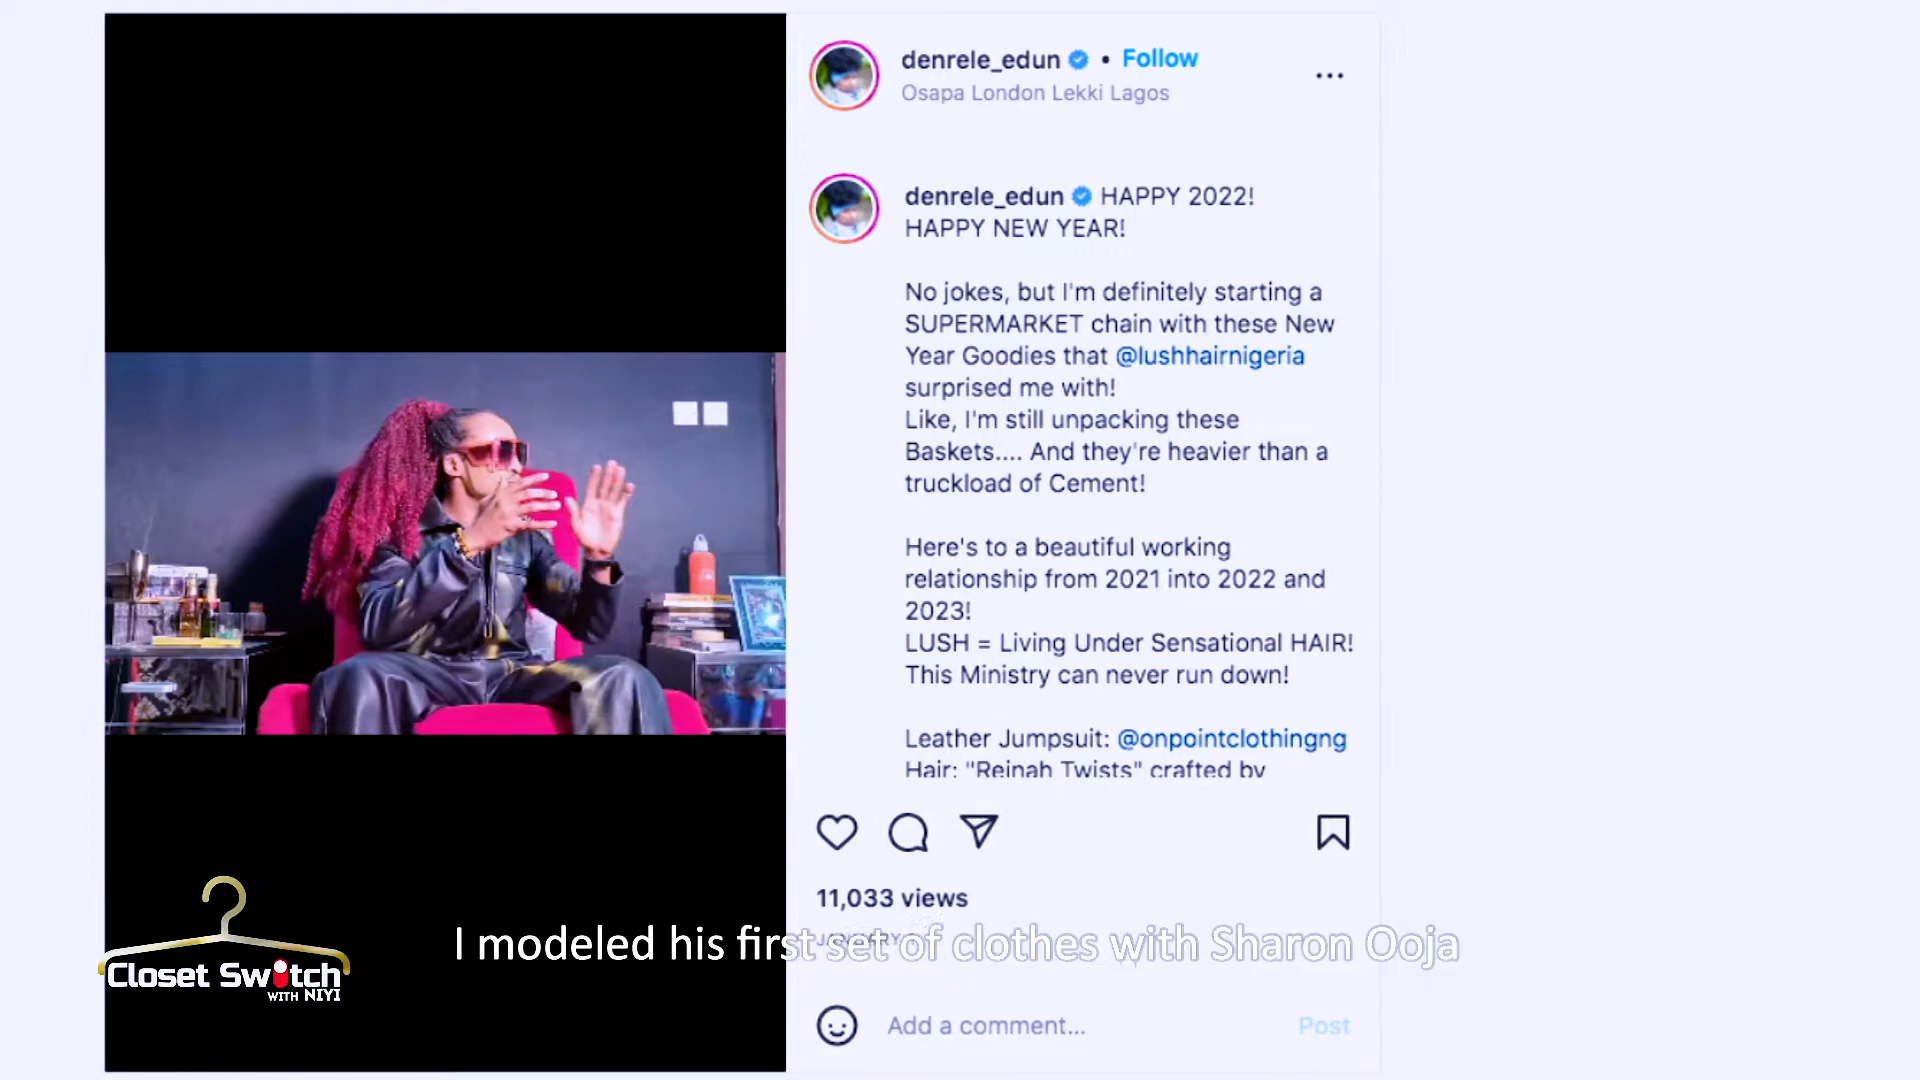 denrele_edun • Follow
Osapa London Lekki Lagos
denrele_edun HAPPY 2022!
HAPPY NEW YEAR!
No jokes, but I'm definitely starting a
SUPERMARKET chain with these New
Year Goodies that @lushhairnigeria
surprised me with!
Like, I'm still unpacking these
Baskets.... And they're heavier than a
truckload of Cement!
Here's to a beautiful working
relationship from 2021 into 2022 and
2023!
LUSH = Living Under Sensational HAIR!
This Ministry can never run down!
Leather Jumpsuit: @onpointclothingng
Hair: "Reinah Twists" crafted by
11,033 views
I modeled his first set of clothes with Sharon Ooja
Closet Switch
WITH NIYI
Add a comment... Post